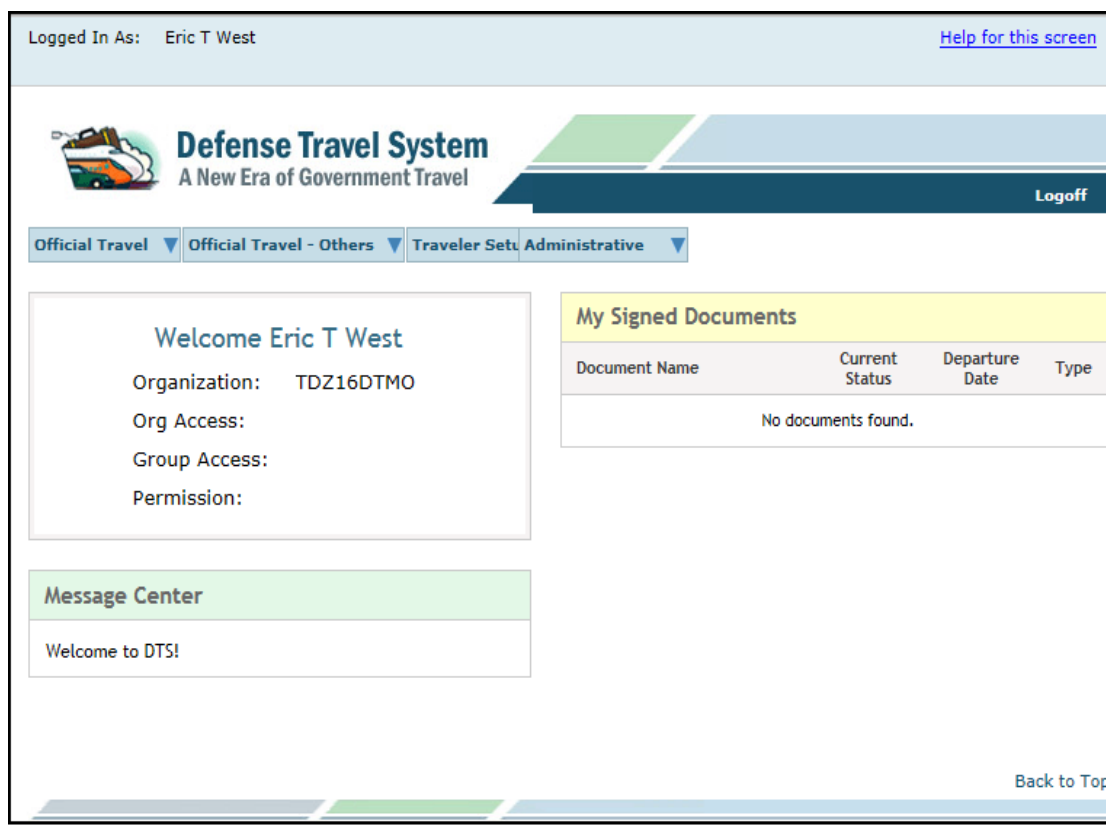 Logged In As: Eric T West Help for this screen
Defense Travel System
A New Era of Government Travel
Logoff
Official Travel Official Travel - Others Traveler Setu Administrative
Welcome Eric T West
Organization: TDZ16DTMO
Org Access:
Group Access:
Permission:
My Signed Documents
Document Name Current Status Departure Date Type
No documents found.
Message Center
Welcome to DTS!
Back to Top